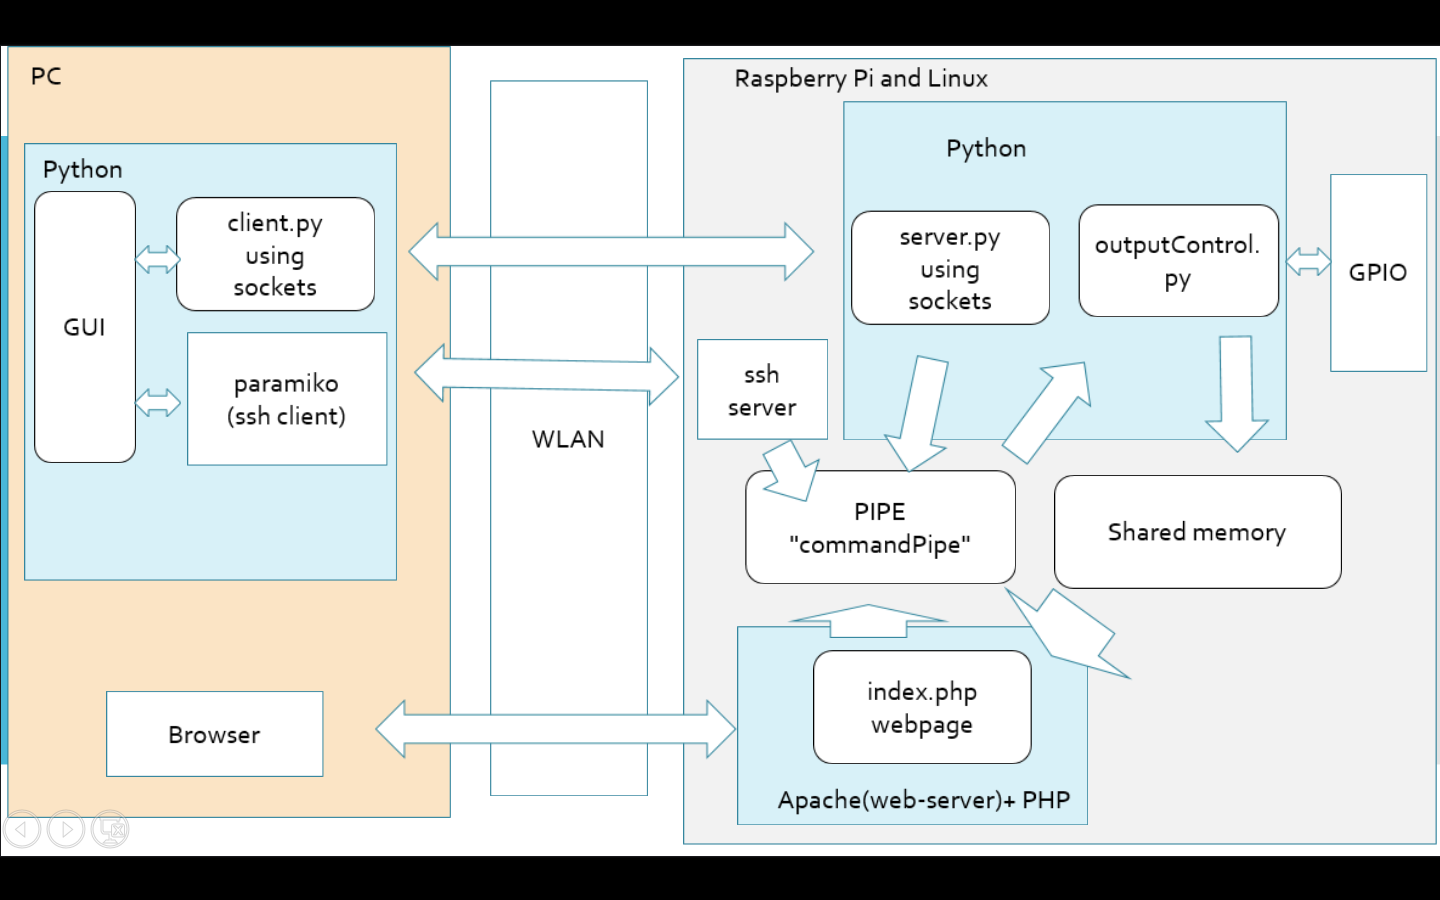 PC
Python
GUI
client.py
using
sockets
paramiko
(ssh client)
Browser
WLAN
Raspberry Pi and Linux
Python
server.py
using
sockets
outputControl.
py
GPIO
ssh
server
PIPE
"commandPipe"
Shared memory
index.php
webpage
Apache(web-server)+ PHP